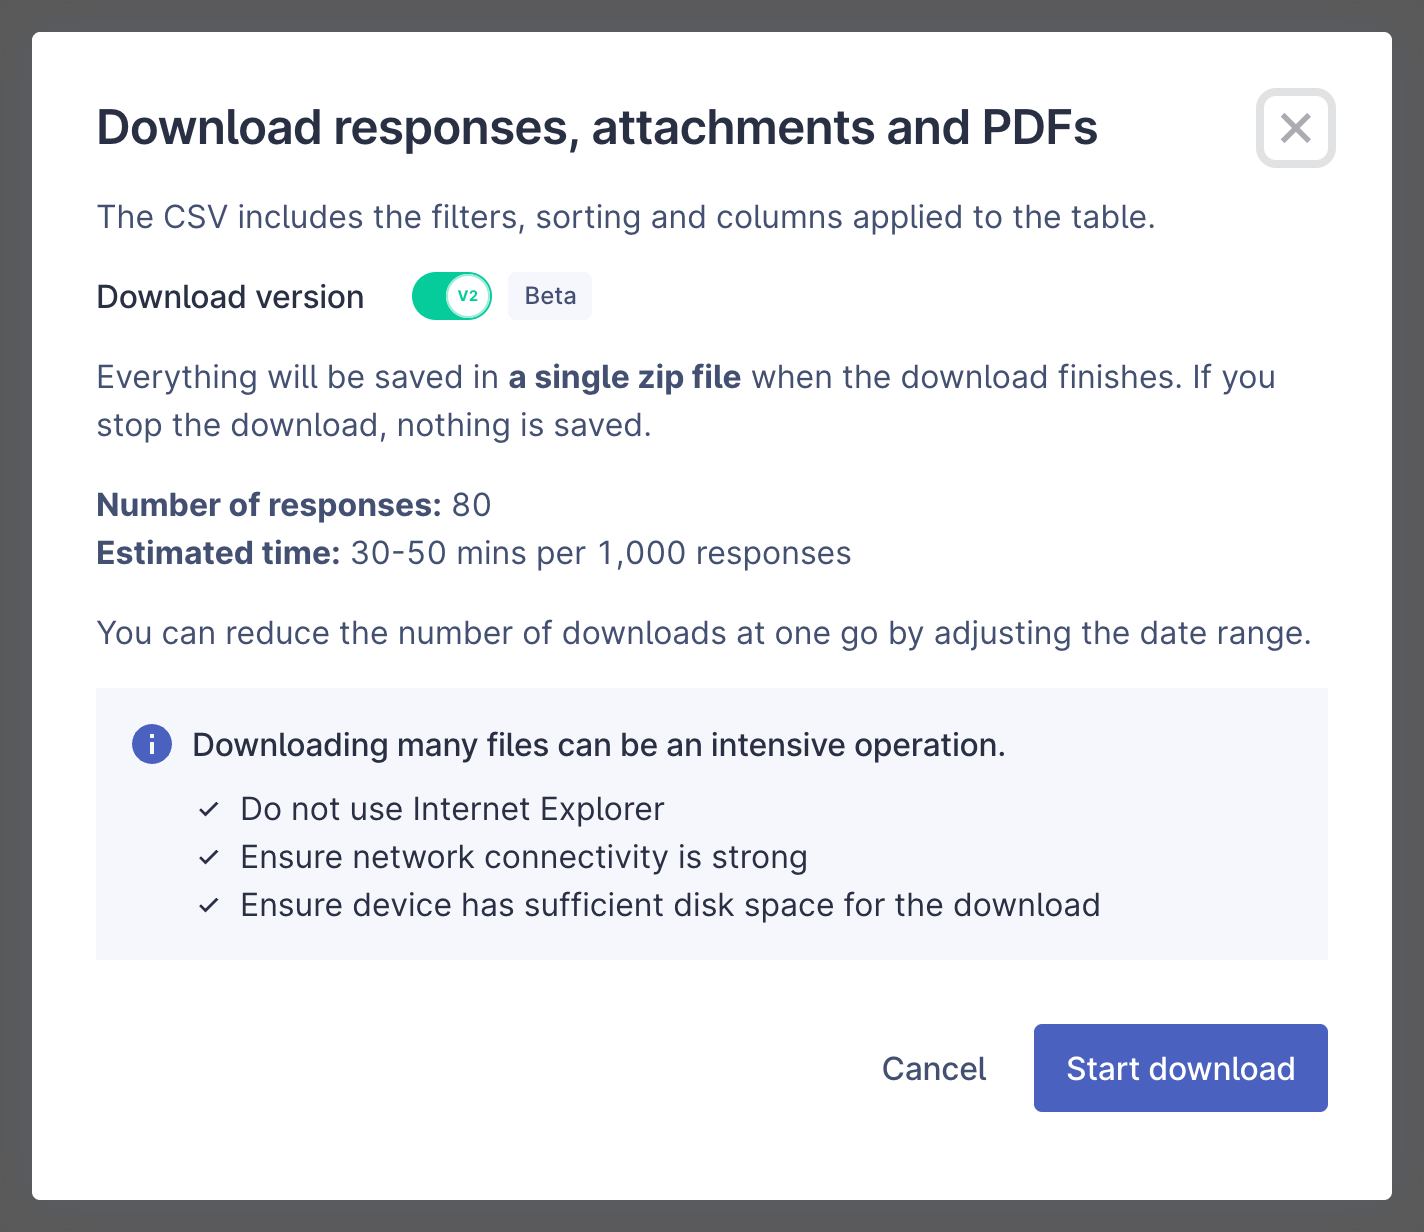 Download responses, attachments and PDFs
The CSV includes the filters, sorting and columns applied to the table.
Download version V2 Beta
Everything will be saved in a single zip file when the download finishes. If you
stop the download, nothing is saved.
Number of responses: 80
Estimated time: 30-50 mins per 1,000 responses
You can reduce the number of downloads at one go by adjusting the date range.
Downloading many files can be an intensive operation.
Do not use Internet Explorer
Ensure network connectivity is strong
Ensure device has sufficient disk space for the download
Cancel Start download